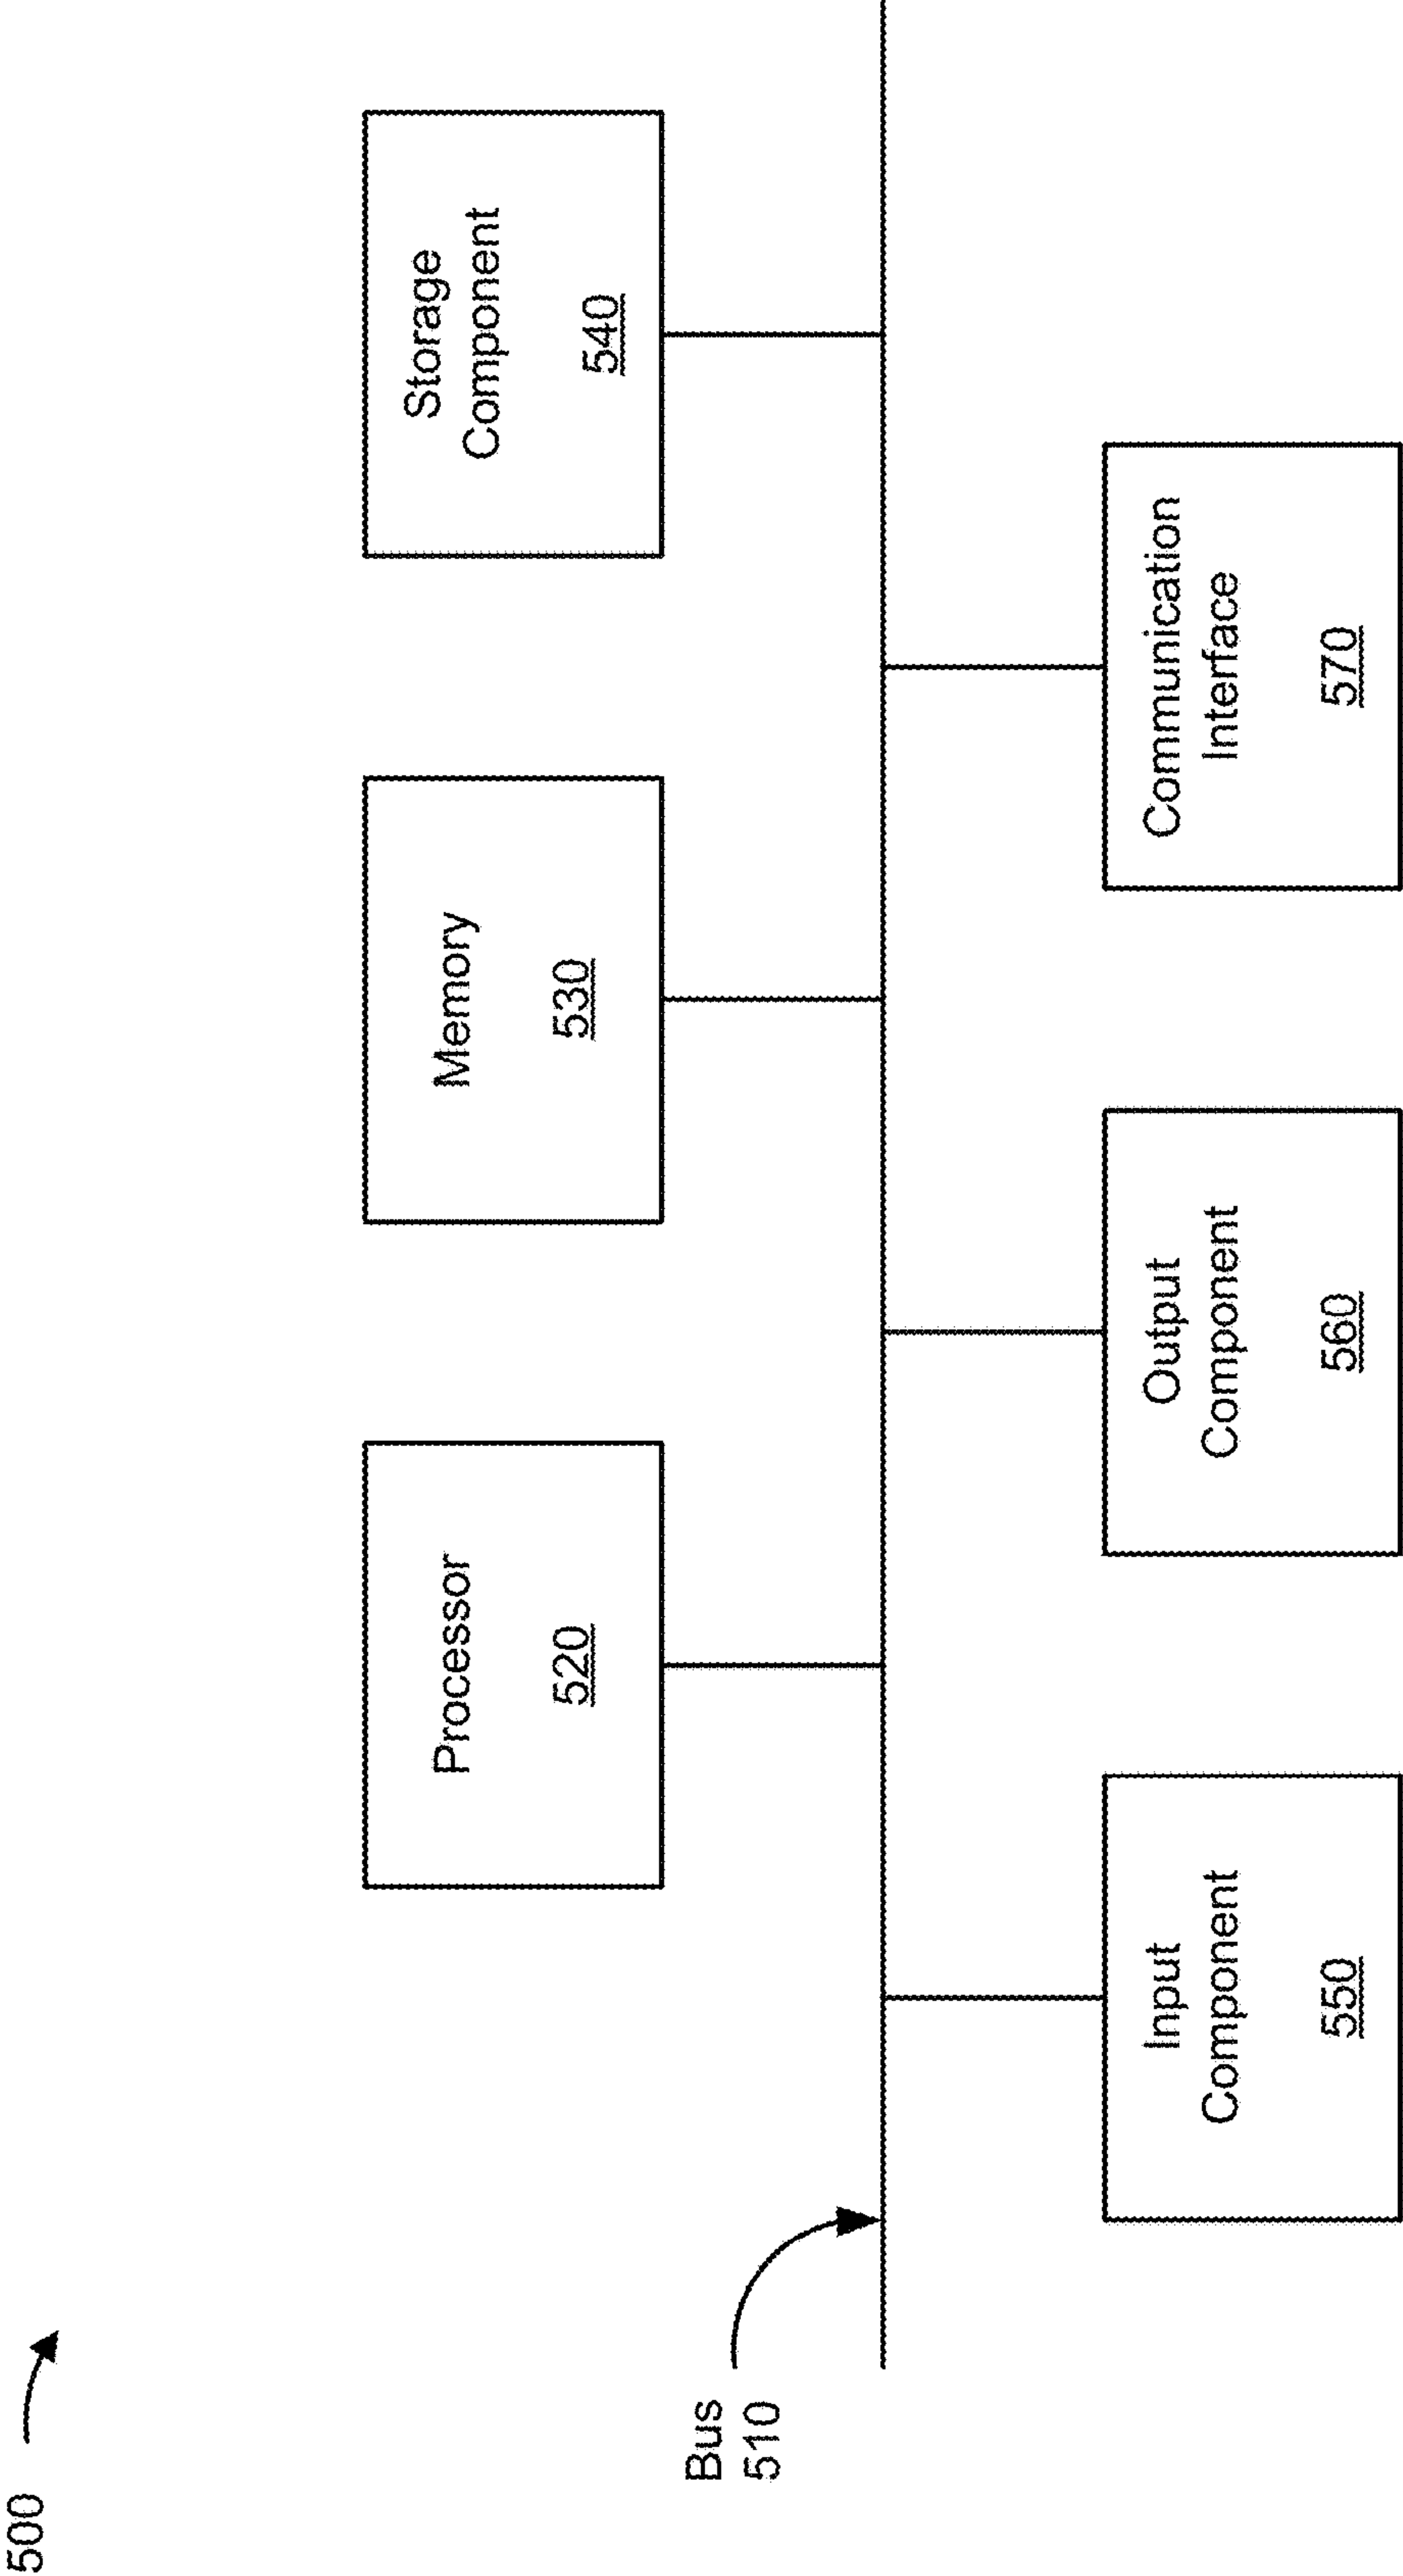 500
Bus
510
Processor
520
Memory
530
Storage
Component
540
Input
Component
550
Output
Component
560
Communication
Interface
570